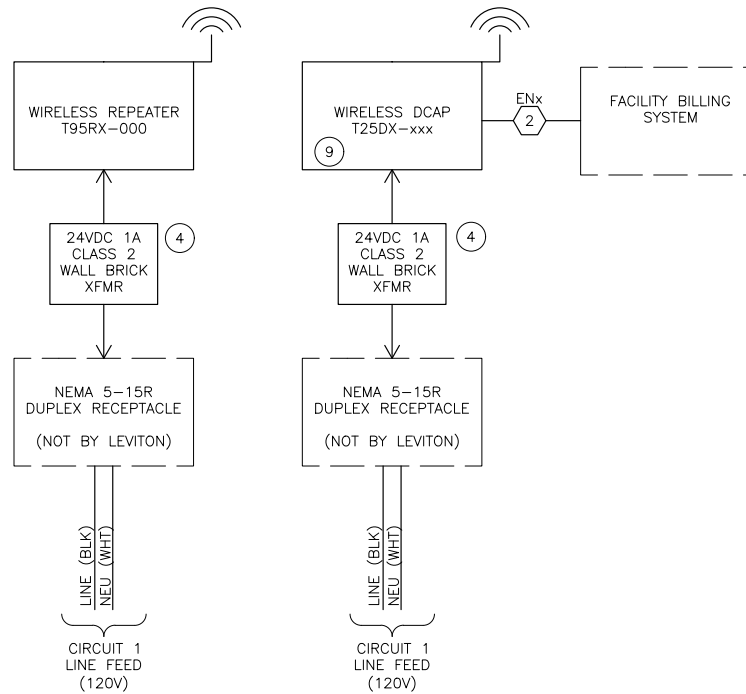 WIRELESS REPEATER
T95RX-000
24VDC 1A
CLASS 2
WALL BRICK
XFMR
4
NEMA 5-15R
DUPLEX RECEPTACLE
(NOT BY LEVITON)
LINE (BLK)
NEU (WHT)
CIRCUIT 1
LINE FEED
(120V)
WIRELESS DCAP
T25DX-xxx
9
ENx
2
FACILITY BILLING
SYSTEM
24VDC 1A
CLASS 2
WALL BRICK
XFMR
4
NEMA 5-15R
DUPLEX RECEPTACLE
(NOT BY LEVITON)
LINE (BLK)
NEU (WHT)
CIRCUIT 1
LINE FEED
(120V)